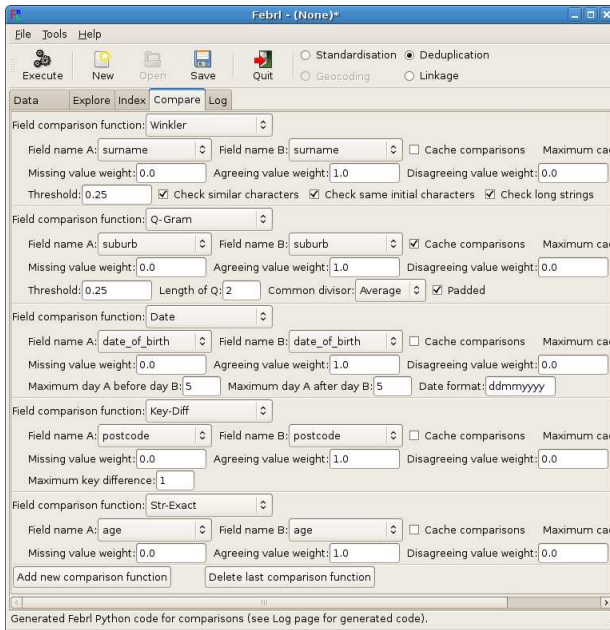 Febrl - (None)*
File Tools Help
Execute New Open Save Quit
Standardisation Deduplication
Geocoding Linkage
Data Explore Index Compare Log
Field comparison function: Winkler
Field name A: surname Field name B: surname Cache comparisons Maximum cac
Missing value weight: 0.0 Agreeing value weight: 1.0 Disagreeing value weight: 0.0
Threshold: 0.25 Check similar characters Check same initial characters Check long strings
Field comparison function: Q-Gram
Field name A: suburb Field name B: suburb Cache comparisons Maximum cac
Missing value weight: 0.0 Agreeing value weight: 1.0 Disagreeing value weight: 0.0
Threshold: 0.25 Length of Q: 2 Common divisor: Average Padded
Field comparison function: Date
Field name A: date_of_birth Field name B: date_of_birth Cache comparisons Maximum cac
Missing value weight: 0.0 Agreeing value weight: 1.0 Disagreeing value weight: 0.0
Maximum day A before day B: 5 Maximum day A after day B: 5 Date format: ddmmyyyy
Field comparison function: Key-Diff
Field name A: postcode Field name B: postcode Cache comparisons Maximum cac
Missing value weight: 0.0 Agreeing value weight: 1.0 Disagreeing value weight: 0.0
Maximum key difference: 1
Field comparison function: Str-Exact
Field name A: age Field name B: age Cache comparisons Maximum cac
Missing value weight: 0.0 Agreeing value weight: 1.0 Disagreeing value weight: 0.0
Add new comparison function Delete last comparison function
Generated Febrl Python code for comparisons (see Log page for generated code).